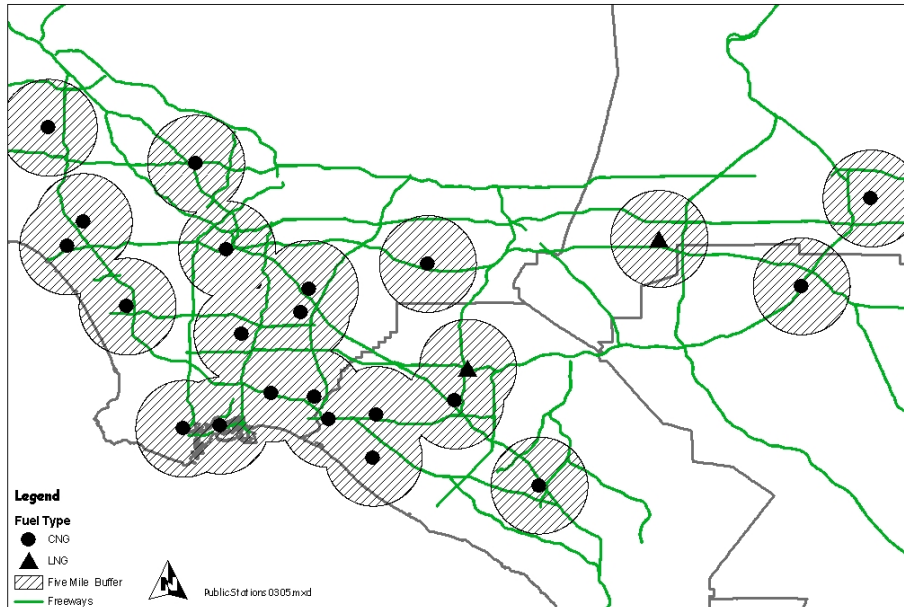 Legend
Fuel Type
CNG
LNG
Five Mile Buffer
Freeways
N
PublicStations0305.mxd